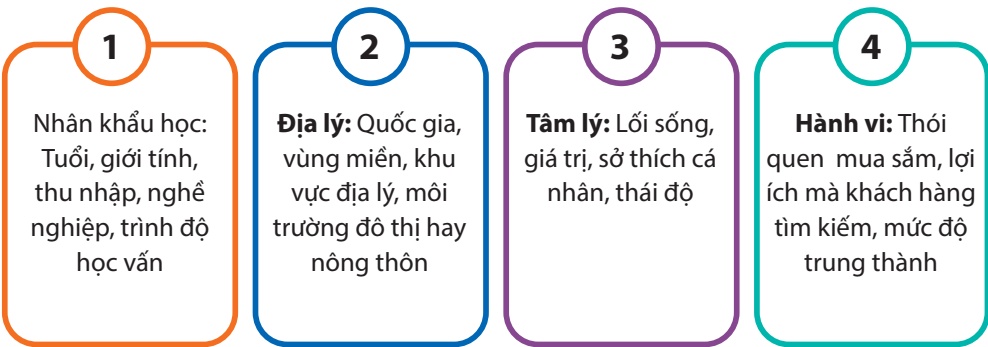 1
Nhân khẩu học:
Tuổi, giới tính,
thu nhập, nghề
nghiệp, trình độ
học vấn
2
Địa lý: Quốc gia,
vùng miền, khu
vực địa lý, môi
trường đô thị hay
nông thôn
3
Tâm lý: Lối sống,
giá trị, sở thích cá
nhân, thái độ
4
Hành vi: Thói
quen mua sắm, lợi
ích mà khách hàng
tìm kiếm, mức độ
trung thành